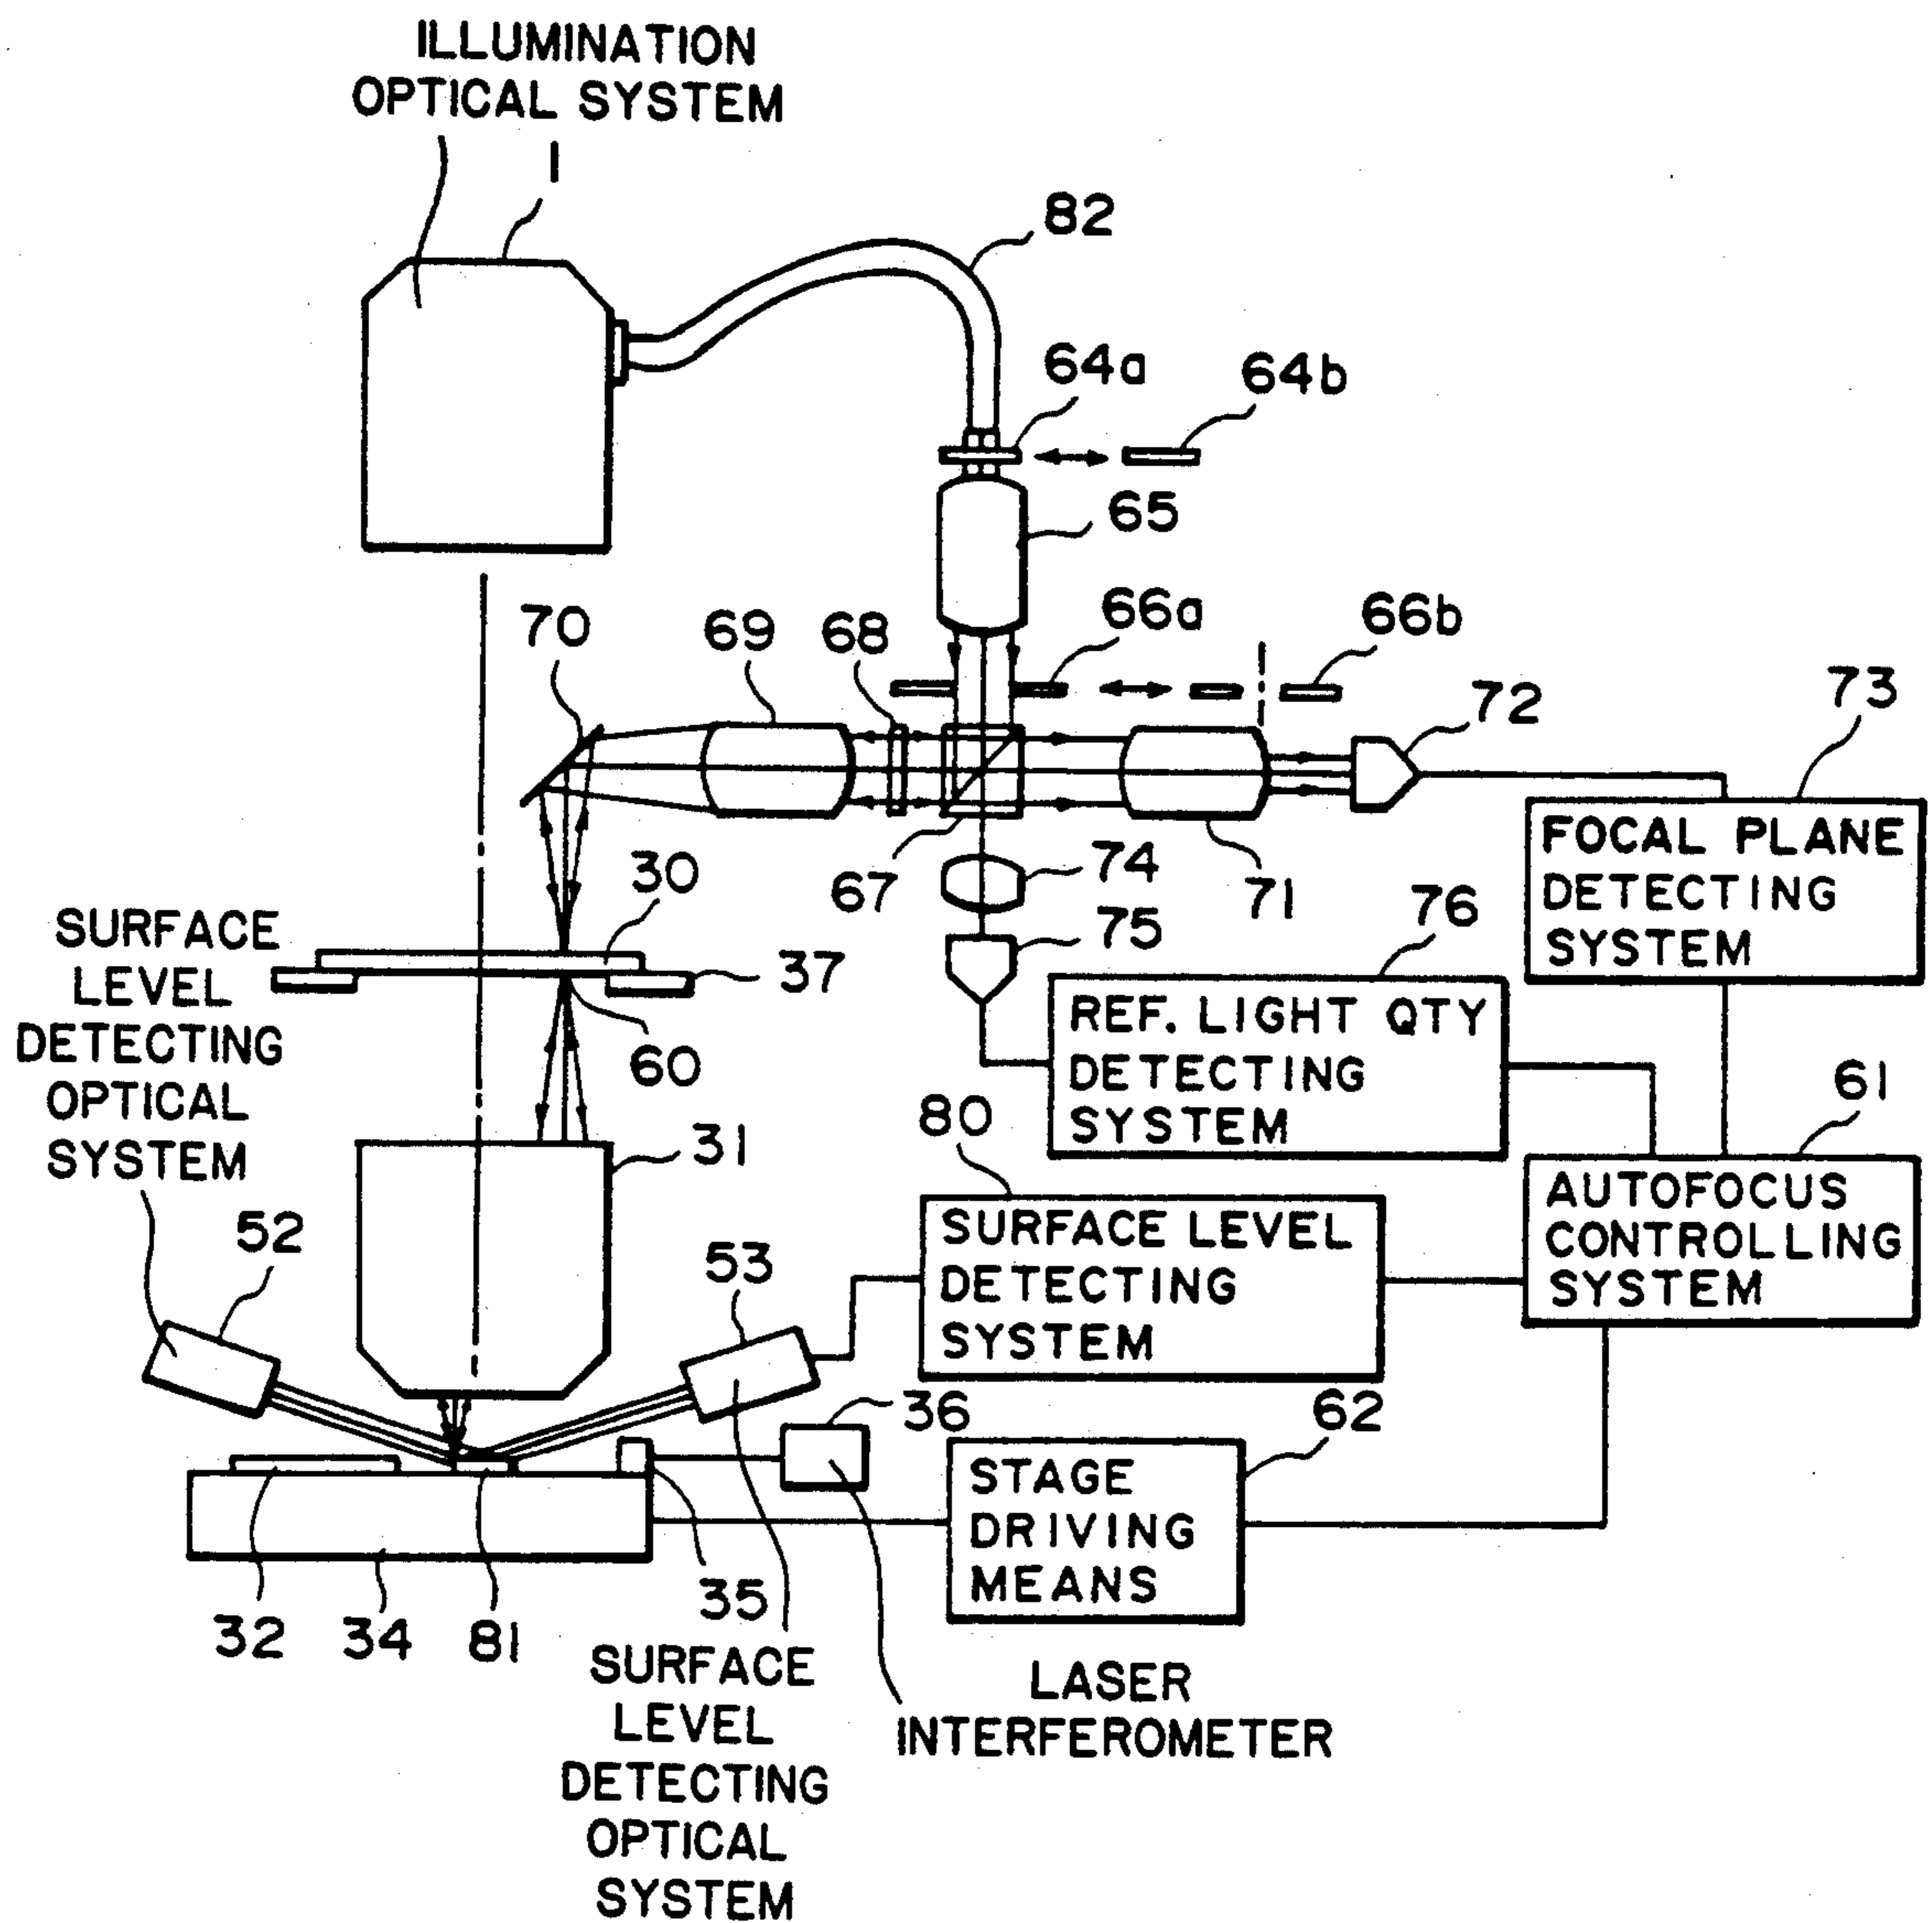 ILLUMINATION
OPTICAL SYSTEM
1
82
64a
64b
65
66a
66b
70
69
68
72
73
FOCAL PLANE
DETECTING
SYSTEM
67
74
71
75
76
30
37
60
REF. LIGHT QTY
DETECTING
SYSTEM
SURFACE
LEVEL
DETECTING
OPTICAL
SYSTEM
31
80
61
SURFACE LEVEL
DETECTING
SYSTEM
AUTOFOCUS
CONTROLLING
SYSTEM
52
53
36
62
STAGE
DRIVING
MEANS
32
34
81
35
SURFACE
LEVEL
DETECTING
OPTICAL
SYSTEM
LASER
INTERFEROMETER